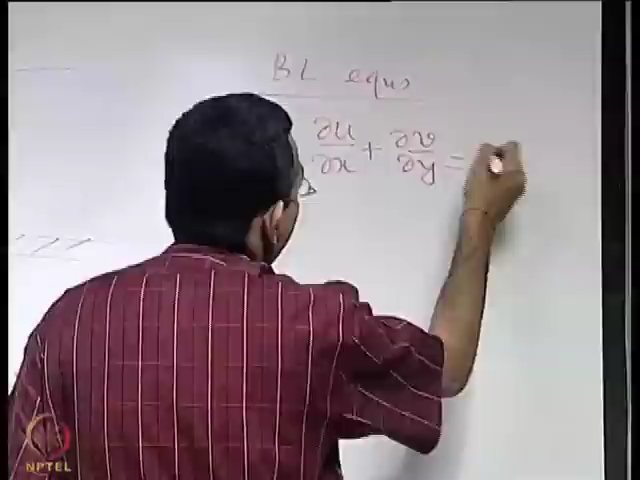 BL equs
∂u/∂x + ∂v/∂y =
NPTEL